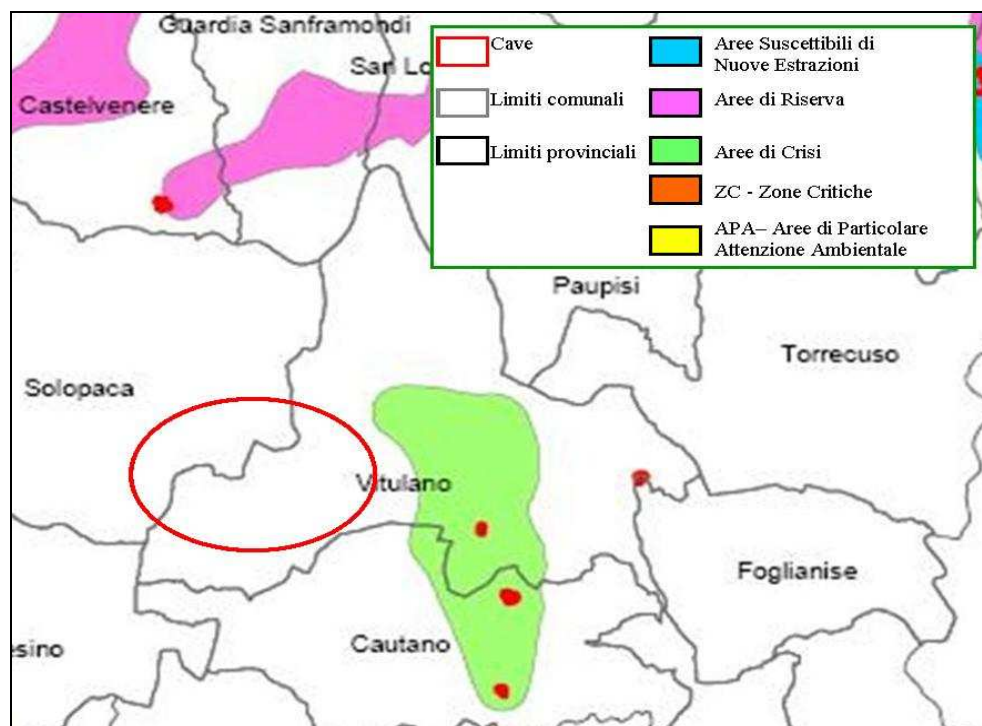 Guardia Sanframondi
San Lo
Castelvenere
Cave
Limiti comunali
Limiti provinciali
Aree Suscettibili di
Nuove Estrazioni
Aree di Riserva
Aree di Crisi
ZC - Zone Critiche
APA– Aree di Particolare
Attenzione Ambientale
Paupisi
Torrecuso
Solopaca
Vitulano
Foglianise
Cautano
esino